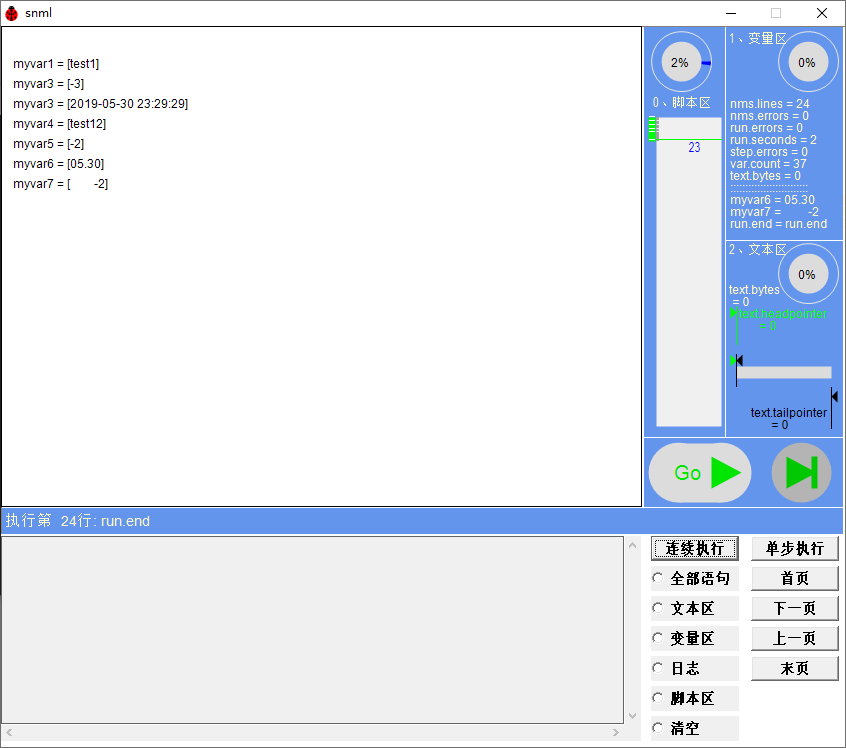 snml
myvar1 = [test1]
myvar3 = [-3]
myvar3 = [2019-05-30 23:29:29]
myvar4 = [test12]
myvar5 = [-2]
myvar6 = [05.30]
myvar7 = [       -2]
2%
0、脚本区
23
1、变量区
0%
nms.lines = 24
nms.errors = 0
run.errors = 0
run.seconds = 2
step.errors = 0
var.count = 37
text.bytes = 0
::::::::::::::::::::::::::
myvar6 = 05.30
myvar7 =        -2
run.end = run.end
2、文本区
0%
text.bytes
= 0
text.headpointer
= 0
text.tailpointer
= 0
Go
执行第  24行: run.end
连续执行
单步执行
全部语句
首页
文本区
下一页
变量区
上一页
日志
末页
脚本区
清空